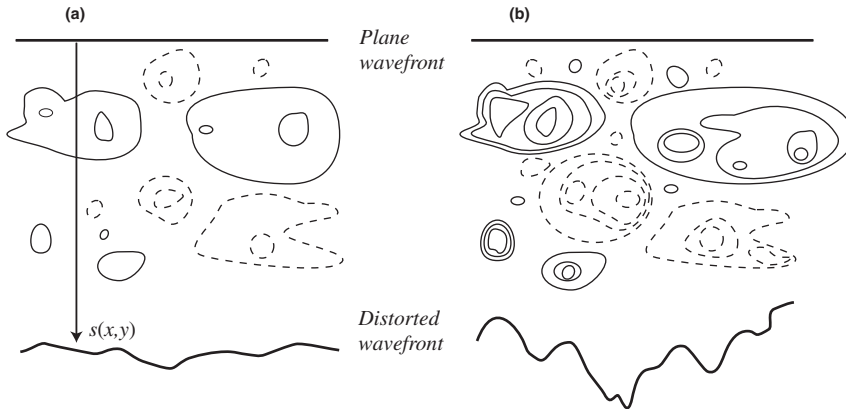 (a)
(b)
Plane
wavefront
s(x,y)
Distorted
wavefront